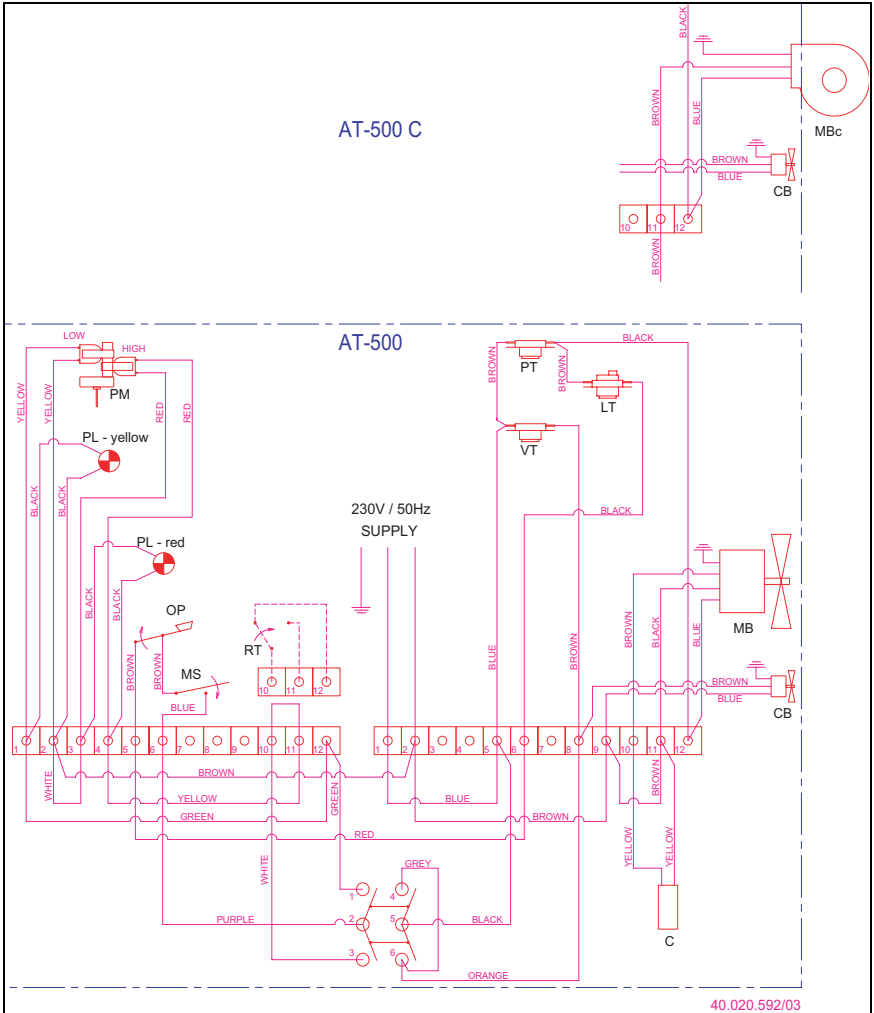 BLACK
BROWN
BLUE
MBc
AT-500 C
BROWN
BLUE
CB
10 11 12
BROWN
LOW
HIGH
AT-500
YELLOW
YELLOW
PM
RED
RED
BROWN
PT
BROWN
BLACK
LT
VT
PL - yellow
BLACK
BLACK
230V / 50Hz
SUPPLY
BLACK
PL - red
BLACK
BLACK
OP
BROWN
BROWN
MS
BLUE
RT
10 11 12
BLUE
BROWN
BROWN
BLACK
BLUE
MB
BROWN
BLUE
CB
1 2 3 4 5 6 7 8 9 10 11 12
1 2 3 4 5 6 7 8 9 10 11 12
WHITE
BROWN
YELLOW
GREEN
GREEN
BLUE
BROWN
BROWN
RED
YELLOW
YELLOW
WHITE
GREY
1 4
PURPLE
2 5
BLACK
3 6
ORANGE
C
40.020.592/03